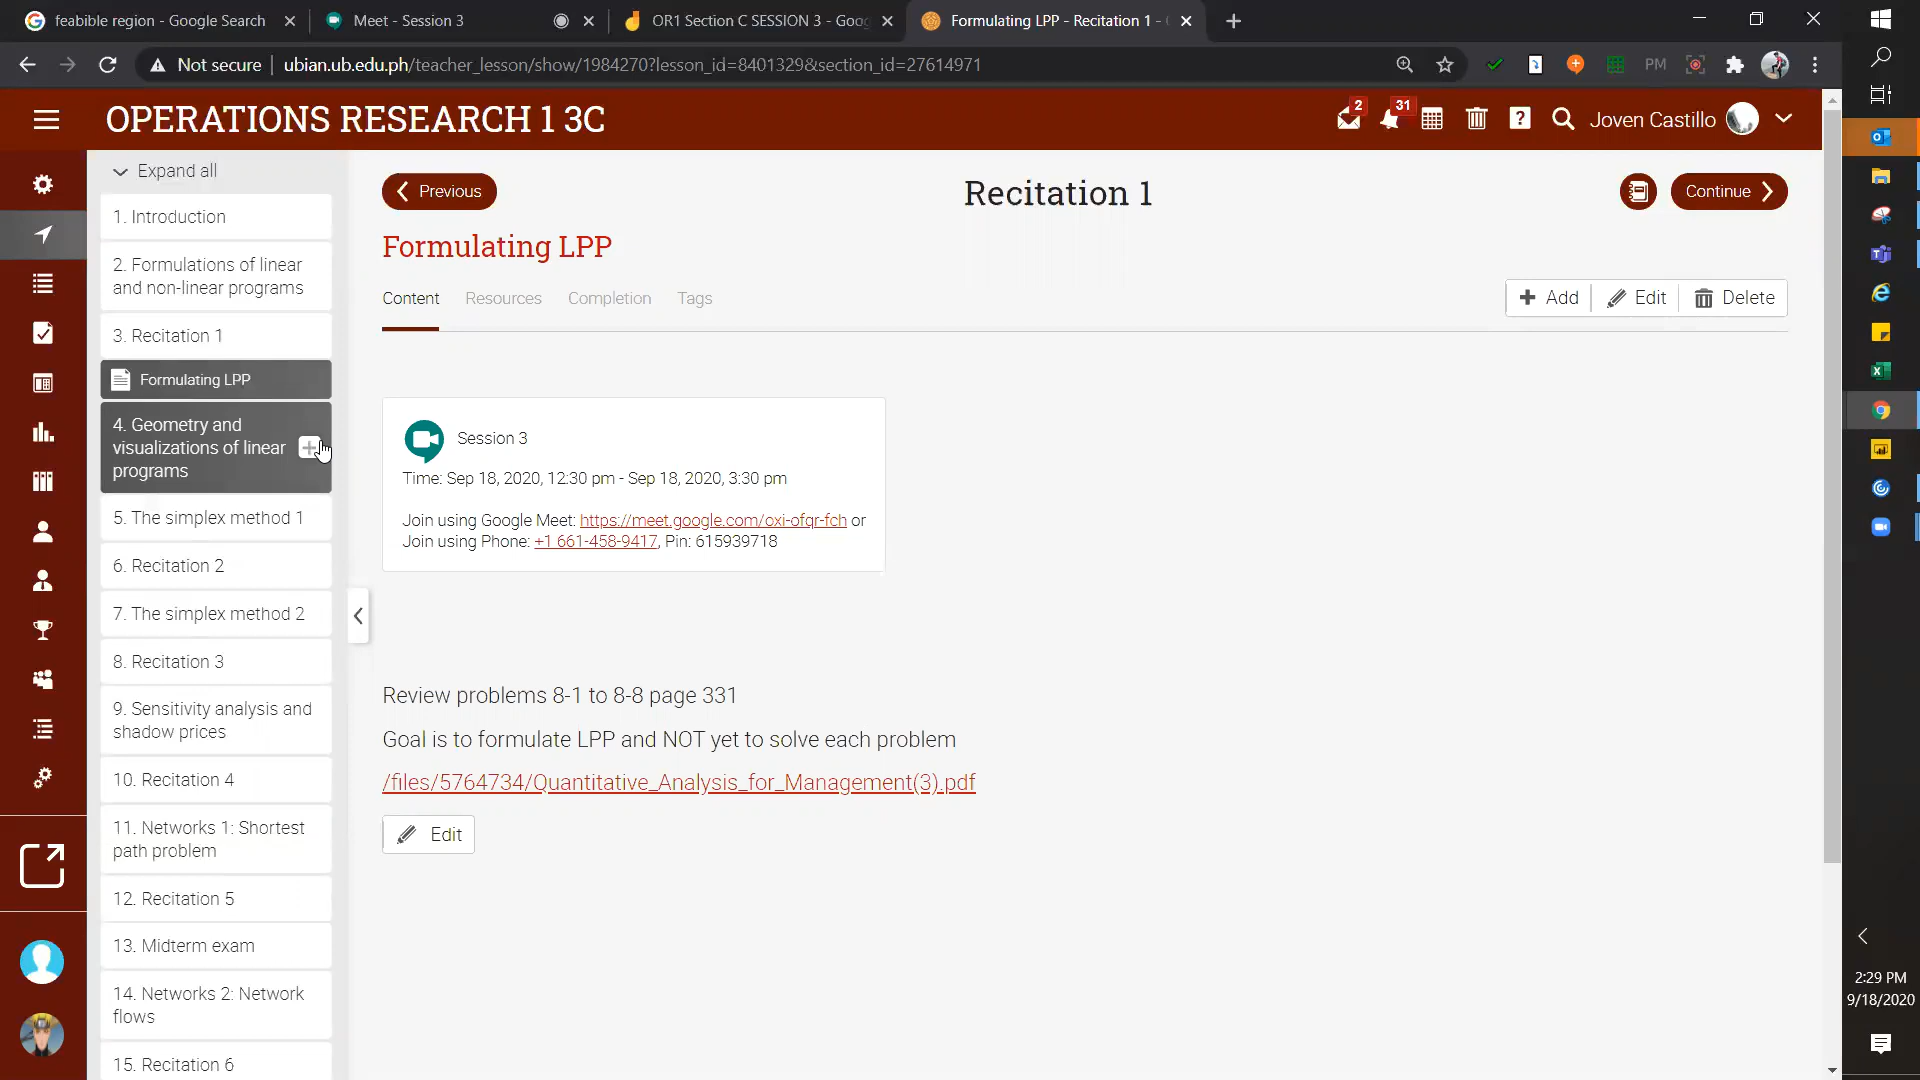 feabible region - Google Search
Meet - Session 3
OR1 Section C SESSION 3 - Goog
Formulating LPP - Recitation 1 -
Not secure
ubian.ub.edu.ph/teacher_lesson/show/1984270?lesson_id=8401329&section_id=27614971
PM
OPERATIONS RESEARCH 1 3C
2
31
?
Joven Castillo
Expand all
1. Introduction
2. Formulations of linear
and non-linear programs
3. Recitation 1
Formulating LPP
4. Geometry and
visualizations of linear
programs
5. The simplex method 1
6. Recitation 2
7. The simplex method 2
8. Recitation 3
9. Sensitivity analysis and
shadow prices
10. Recitation 4
11. Networks 1: Shortest
path problem
12. Recitation 5
13. Midterm exam
14. Networks 2: Network
flows
15. Recitation 6
Previous
Recitation 1
Continue
Formulating LPP
Content
Resources
Completion
Tags
Add
Edit
Delete
Session 3
Time: Sep 18, 2020, 12:30 pm - Sep 18, 2020, 3:30 pm
Join using Google Meet: https://meet.google.com/oxi-ofqr-fch or
Join using Phone: +1 661-458-9417, Pin: 615939718
Review problems 8-1 to 8-8 page 331
Goal is to formulate LPP and NOT yet to solve each problem
/files/5764734/Quantitative_Analysis_for_Management(3).pdf
Edit
2:29 PM
9/18/2020